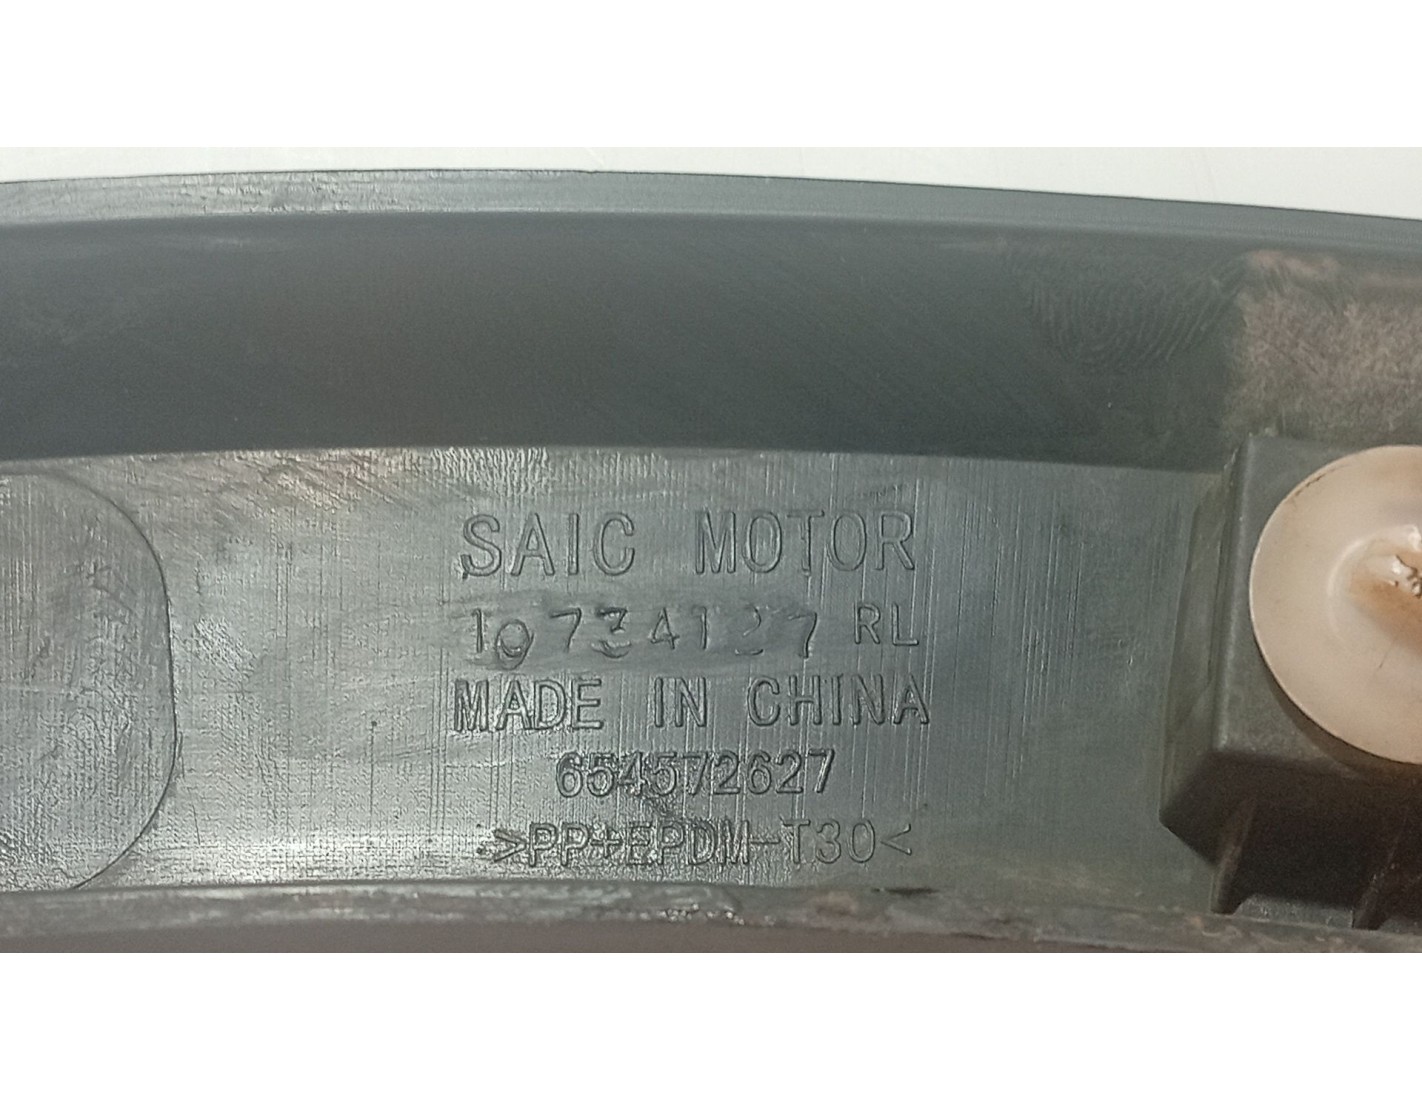 SAIC MOTOR
10734127 RL
MADE IN CHINA
654572627
>PP+EPDM-T30<